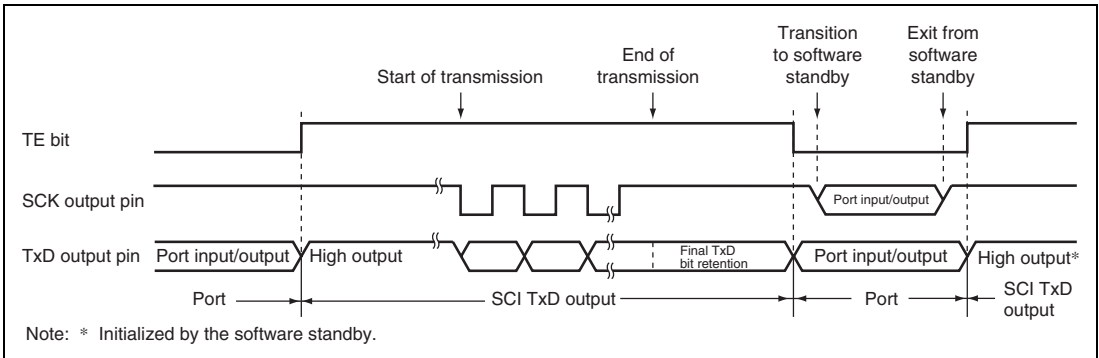 Transition
to software
standby
Exit from
software
standby
Start of transmission
End of
transmission
TE bit
SCK output pin
Port input/output
TxD output pin
Port input/output
High output
Final TxD
bit retention
Port input/output
High output*
Port
SCI TxD output
Port
SCI TxD
output
Note: * Initialized by the software standby.